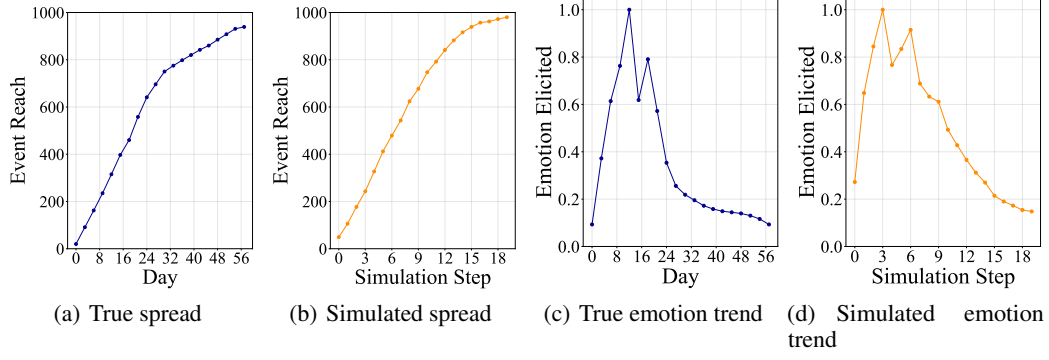 1000
800
600
400
200
0
Event Reach
0 8 16 24 32 40 48 56
Day
(a) True spread
1000
800
600
400
200
0
Event Reach
0 3 6 9 12 15 18
Simulation Step
(b) Simulated spread
1.0
0.8
0.6
0.4
0.2
0.0
Emotion Elicited
0 8 16 24 32 40 48 56
Day
(c) True emotion trend
1.0
0.8
0.6
0.4
0.2
0.0
Emotion Elicited
0 3 6 9 12 15 18
Simulation Step
(d) Simulated emotion
trend